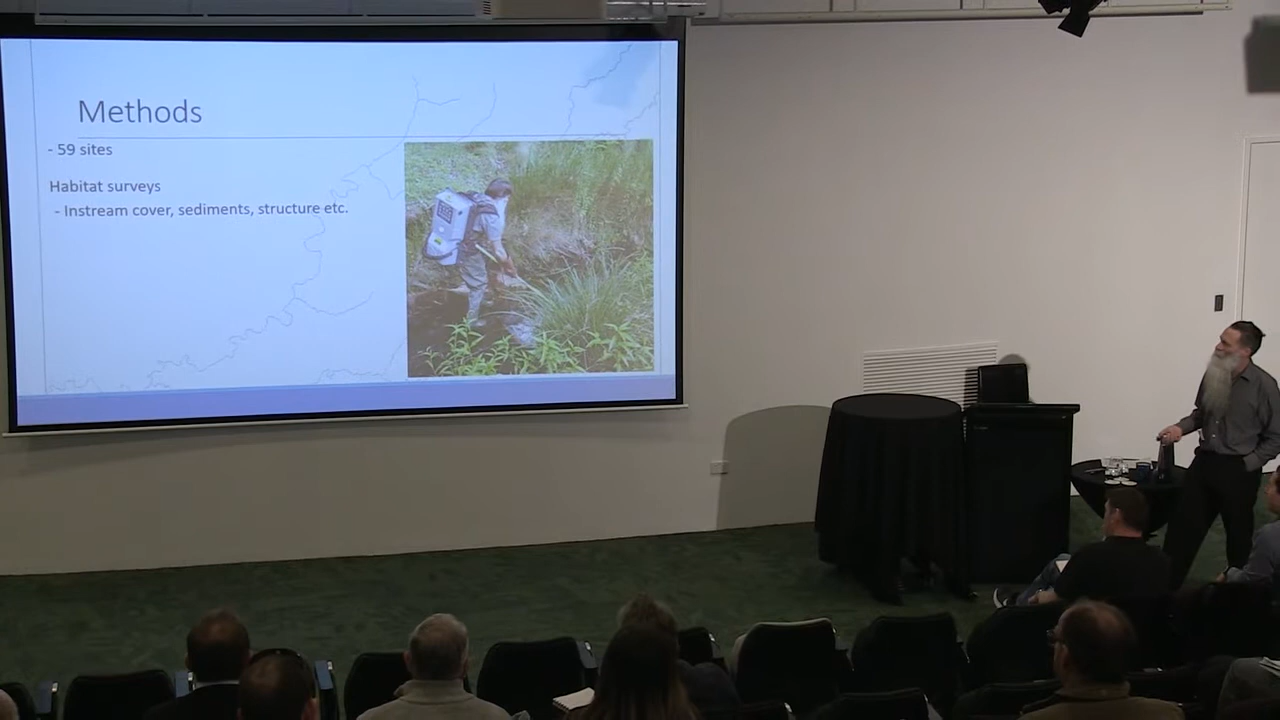 Methods
- 59 sites
Habitat surveys
- Instream cover, sediments, structure etc.